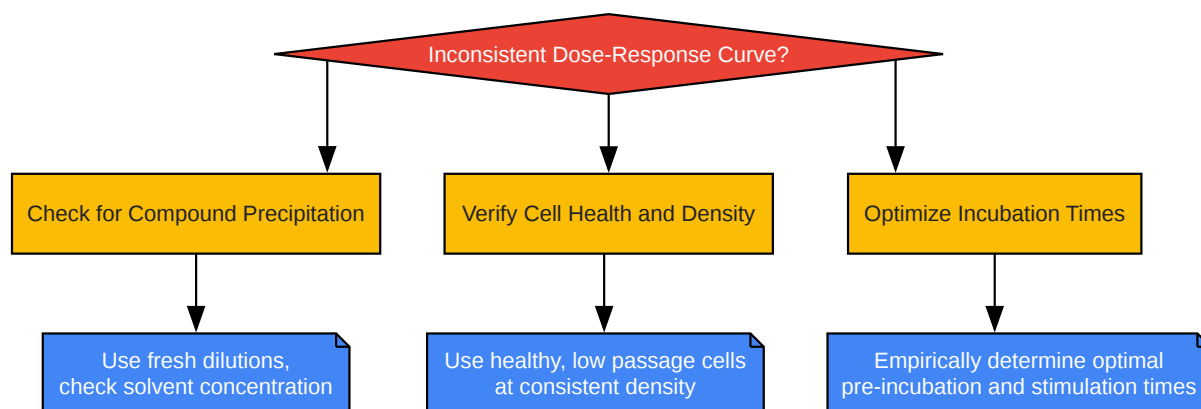 Inconsistent Dose-Response Curve?
Check for Compound Precipitation
Verify Cell Health and Density
Optimize Incubation Times
Use fresh dilutions,
check solvent concentration
Use healthy, low passage cells
at consistent density
Empirically determine optimal
pre-incubation and stimulation times